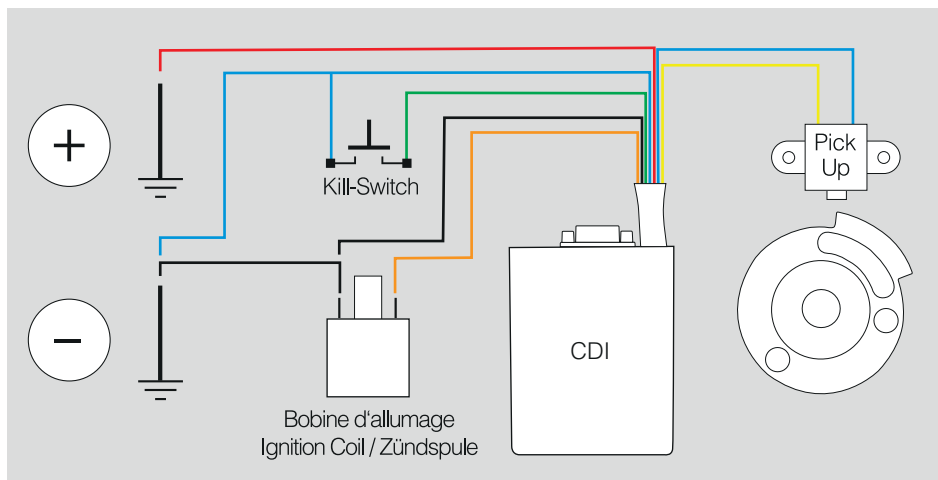 +
Pick
Up
Kill-Switch
−
CDI
Bobine d'allumage
Ignition Coil / Zündspule